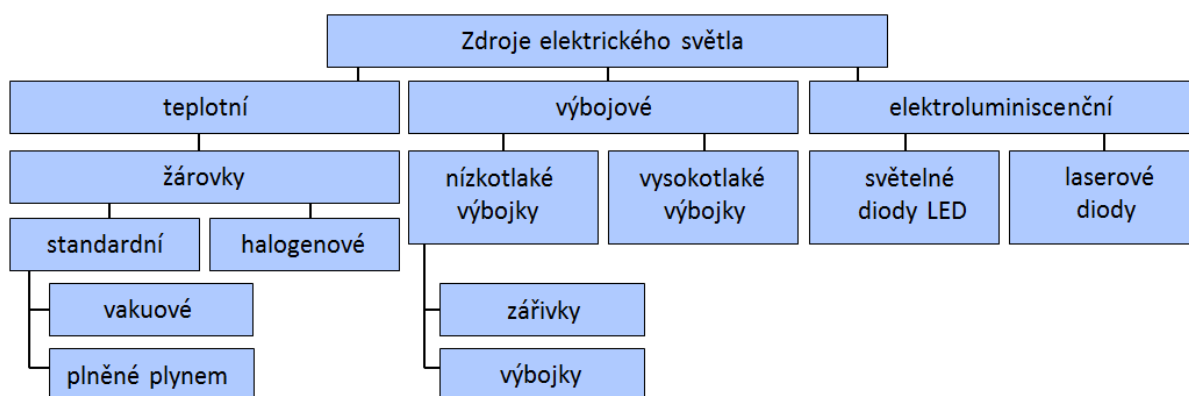 Zdroje elektrického světla
teplotní
výbojové
elektroluminiscenční
žárovky
nízkotlaké
výbojky
vysokotlaké
výbojky
světelné
diody LED
laserové
diody
standardní
halogenové
vakuové
zářivky
plněné plynem
výbojky